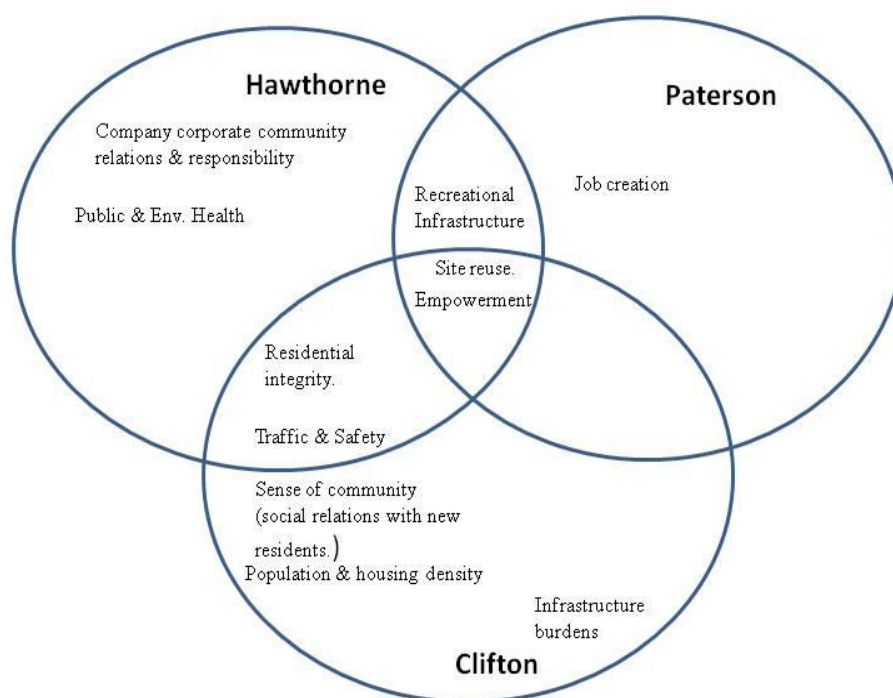 Hawthorne
Paterson
Company corporate community
relations & responsibility
Public & Env. Health
Recreational
Infrastructure
Job creation
Site reuse.
Empowerment
Residential
integrity.
Traffic & Safety
Sense of community
(social relations with new
residents.)
Population & housing density
Infrastructure
burdens
Clifton